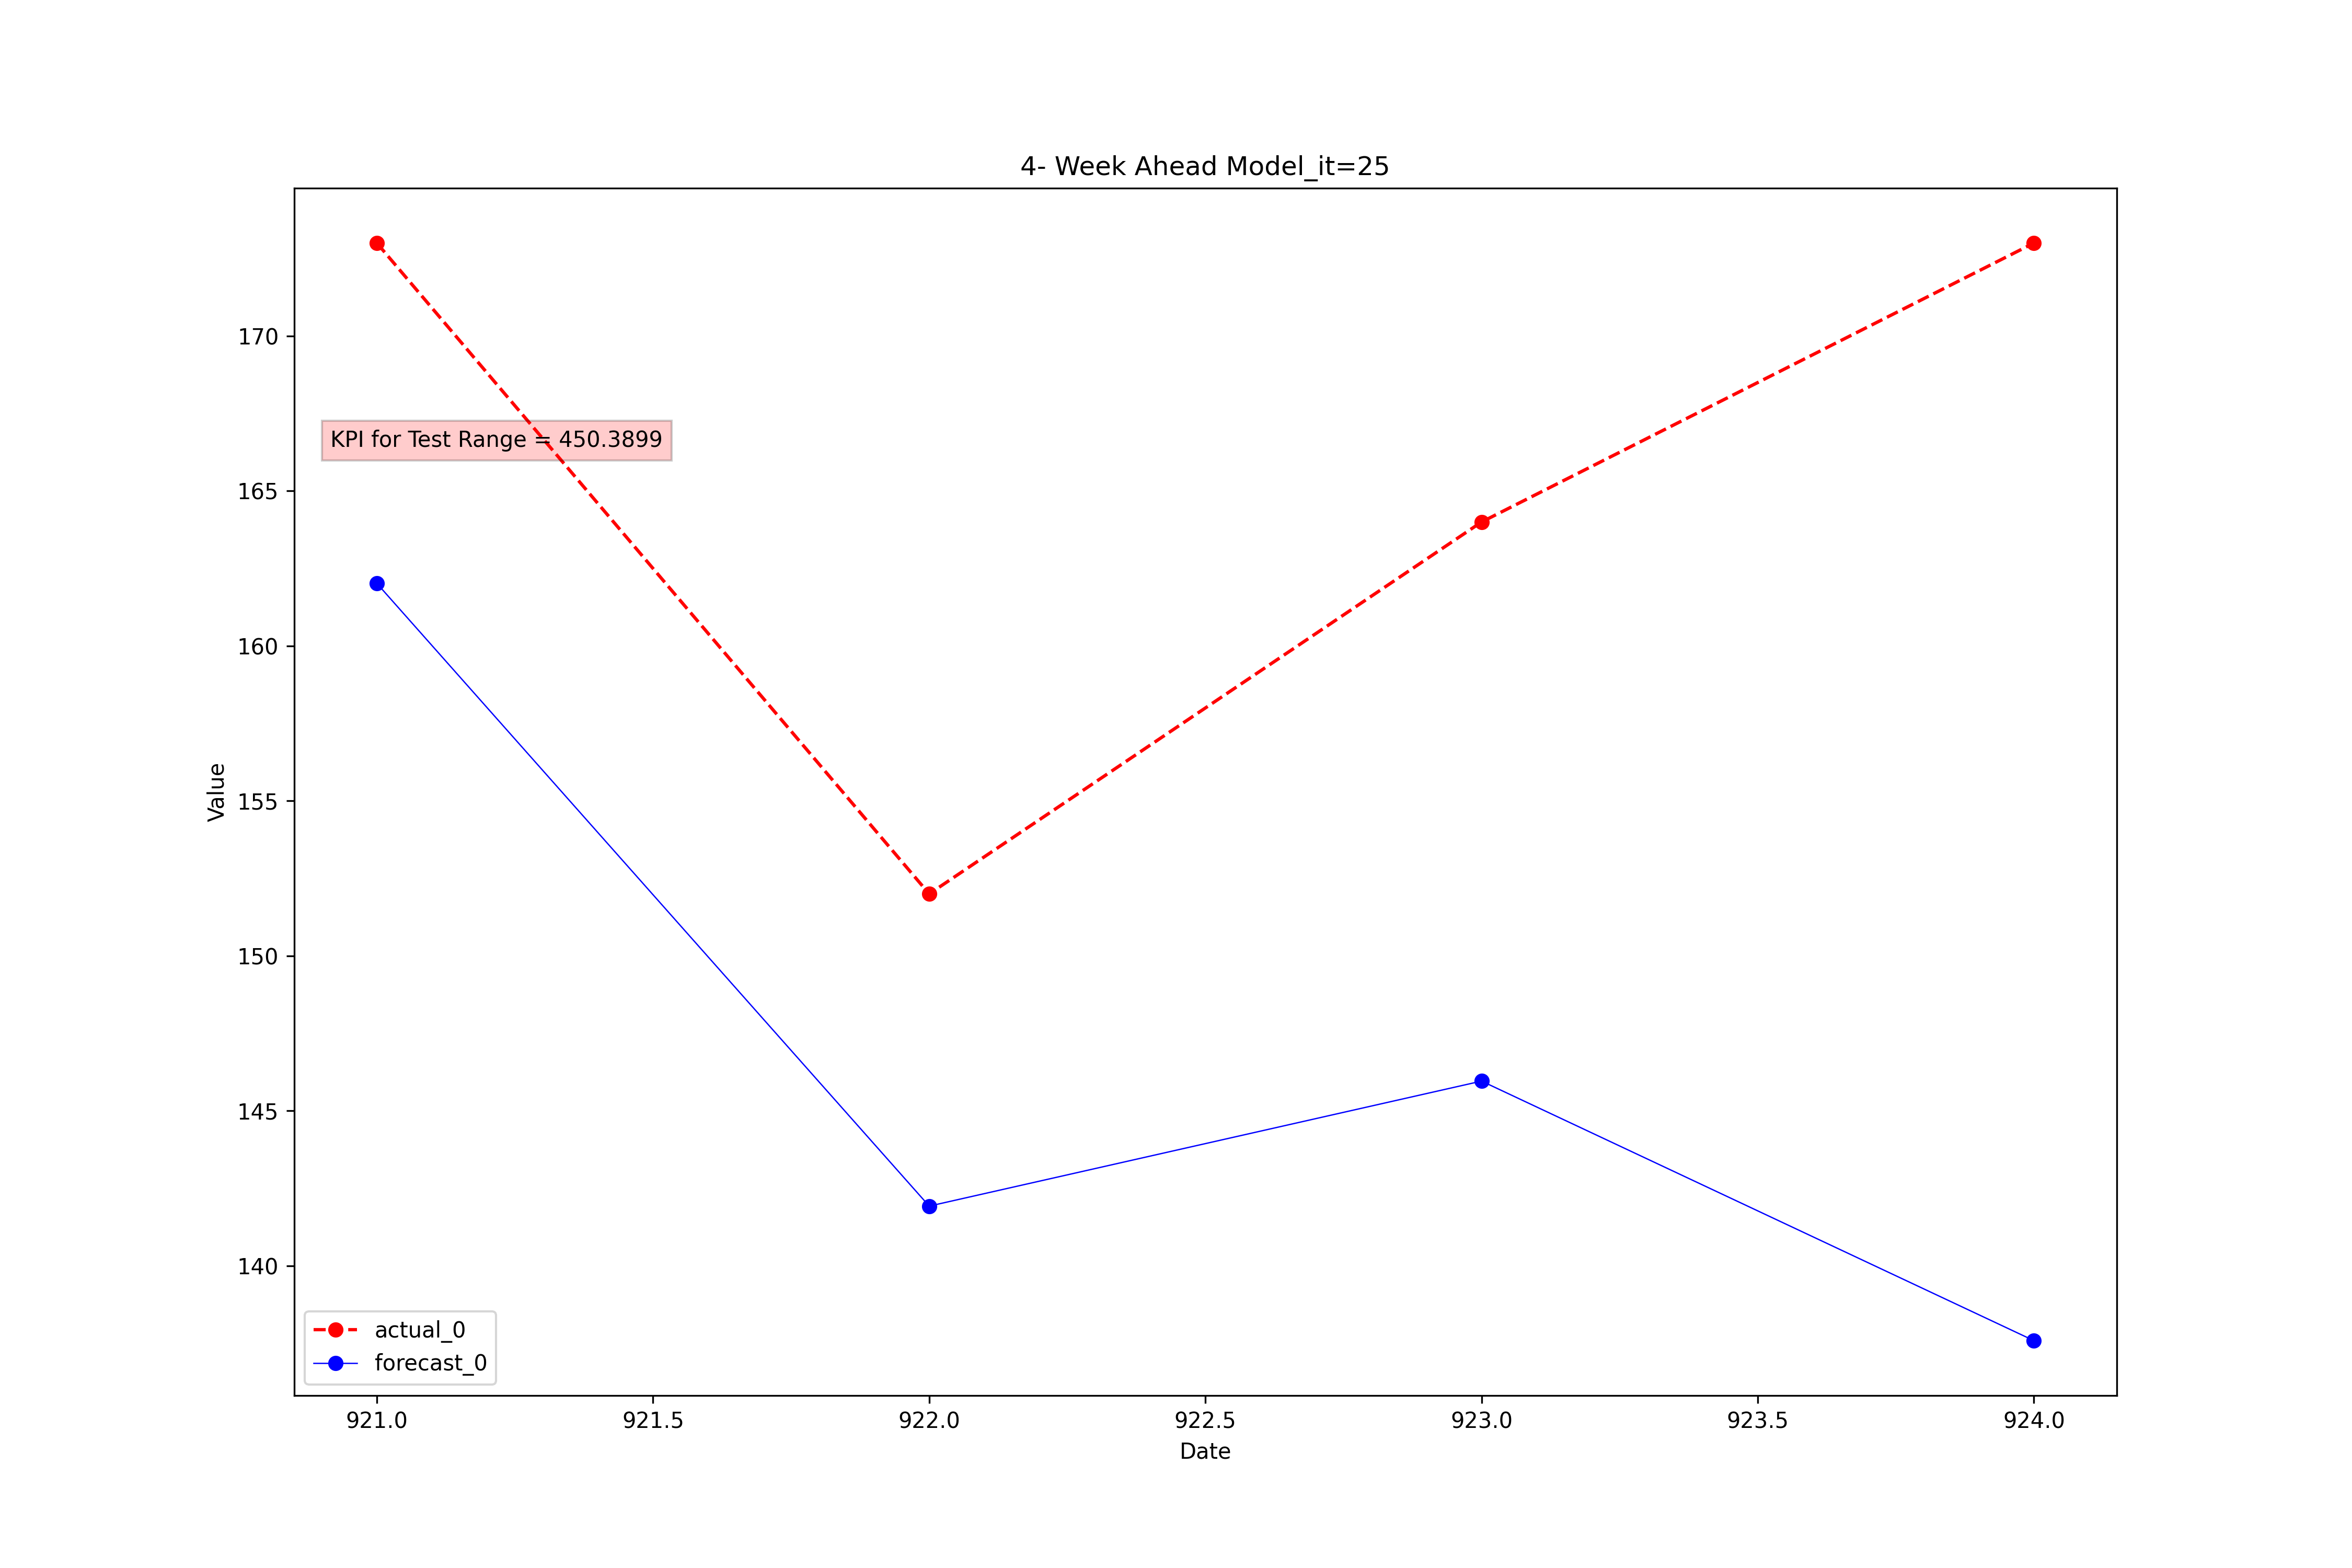 4- Week Ahead Model_it=25
170
KPI for Test Range = 450.3899
165
160
Value
155
150
145
140
actual_0
forecast_0
921.0 921.5 922.0 922.5 923.0 923.5 924.0
Date